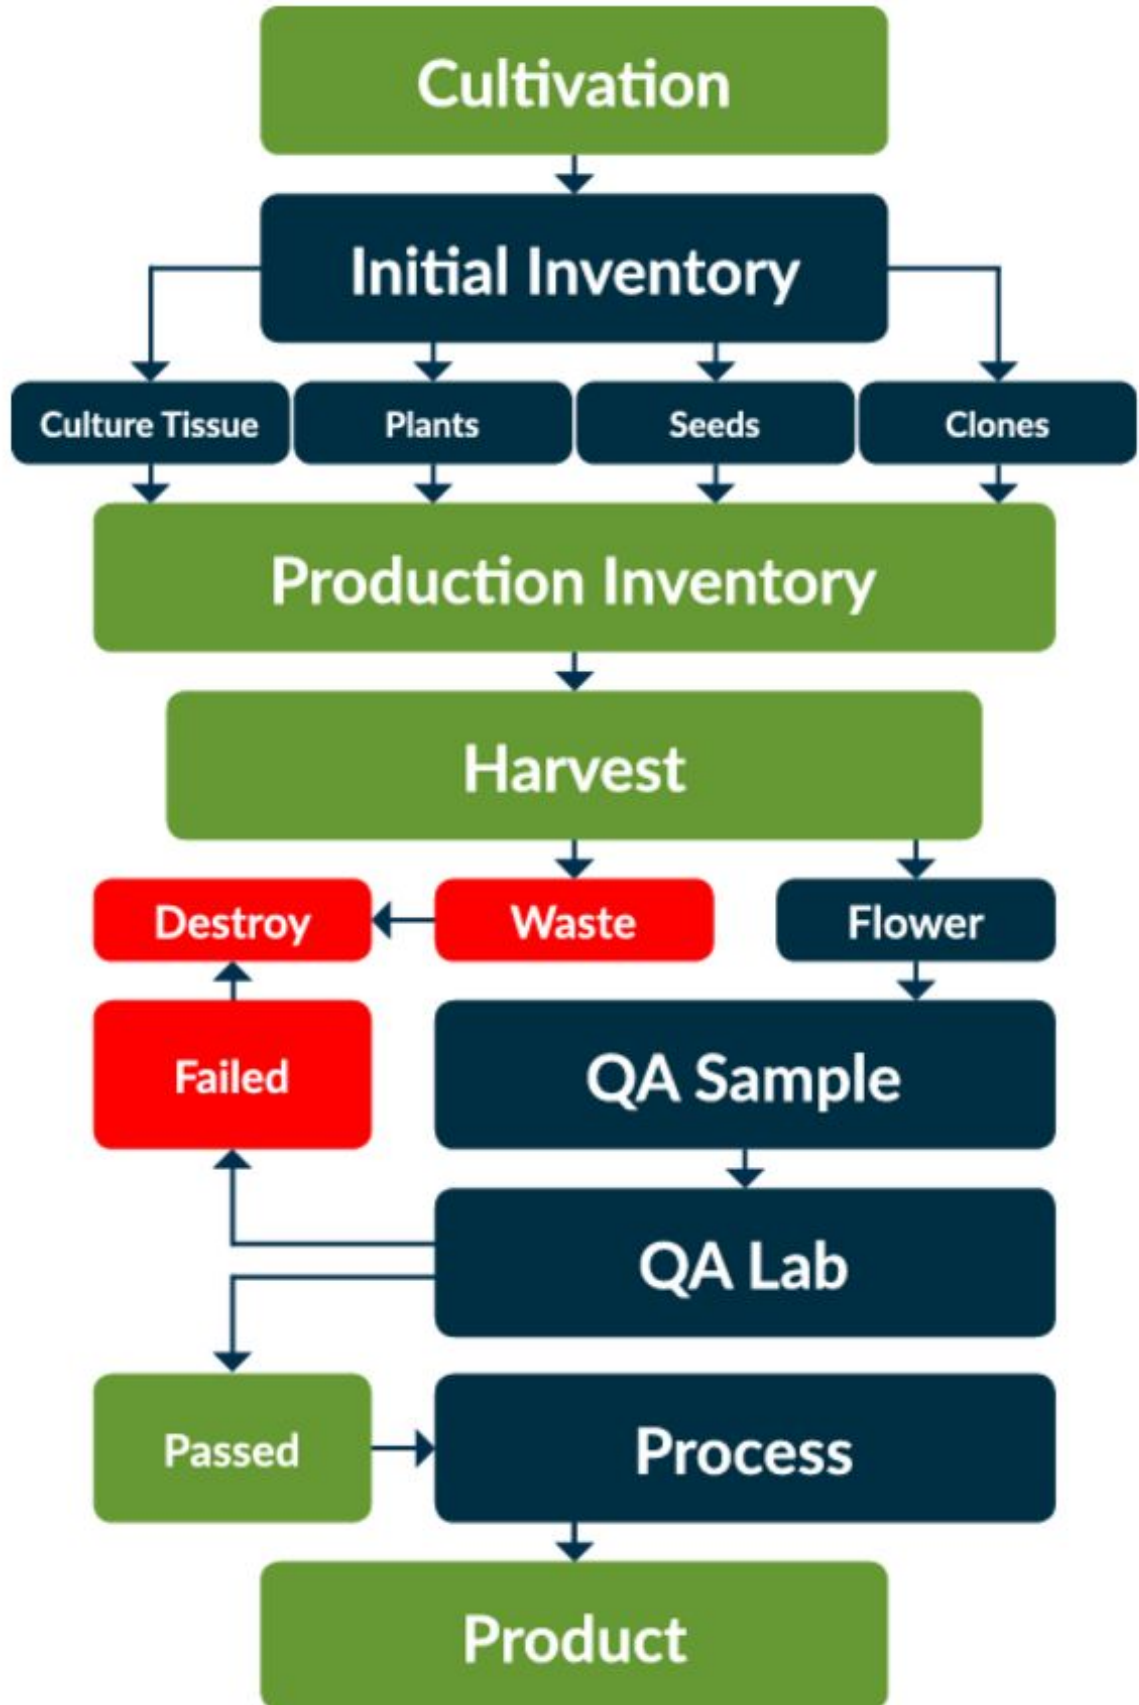 Cultivation
Initial Inventory
Culture Tissue
Plants
Seeds
Clones
Production Inventory
Harvest
Destroy
Waste
Flower
Failed
QA Sample
QA Lab
Passed
Process
Product